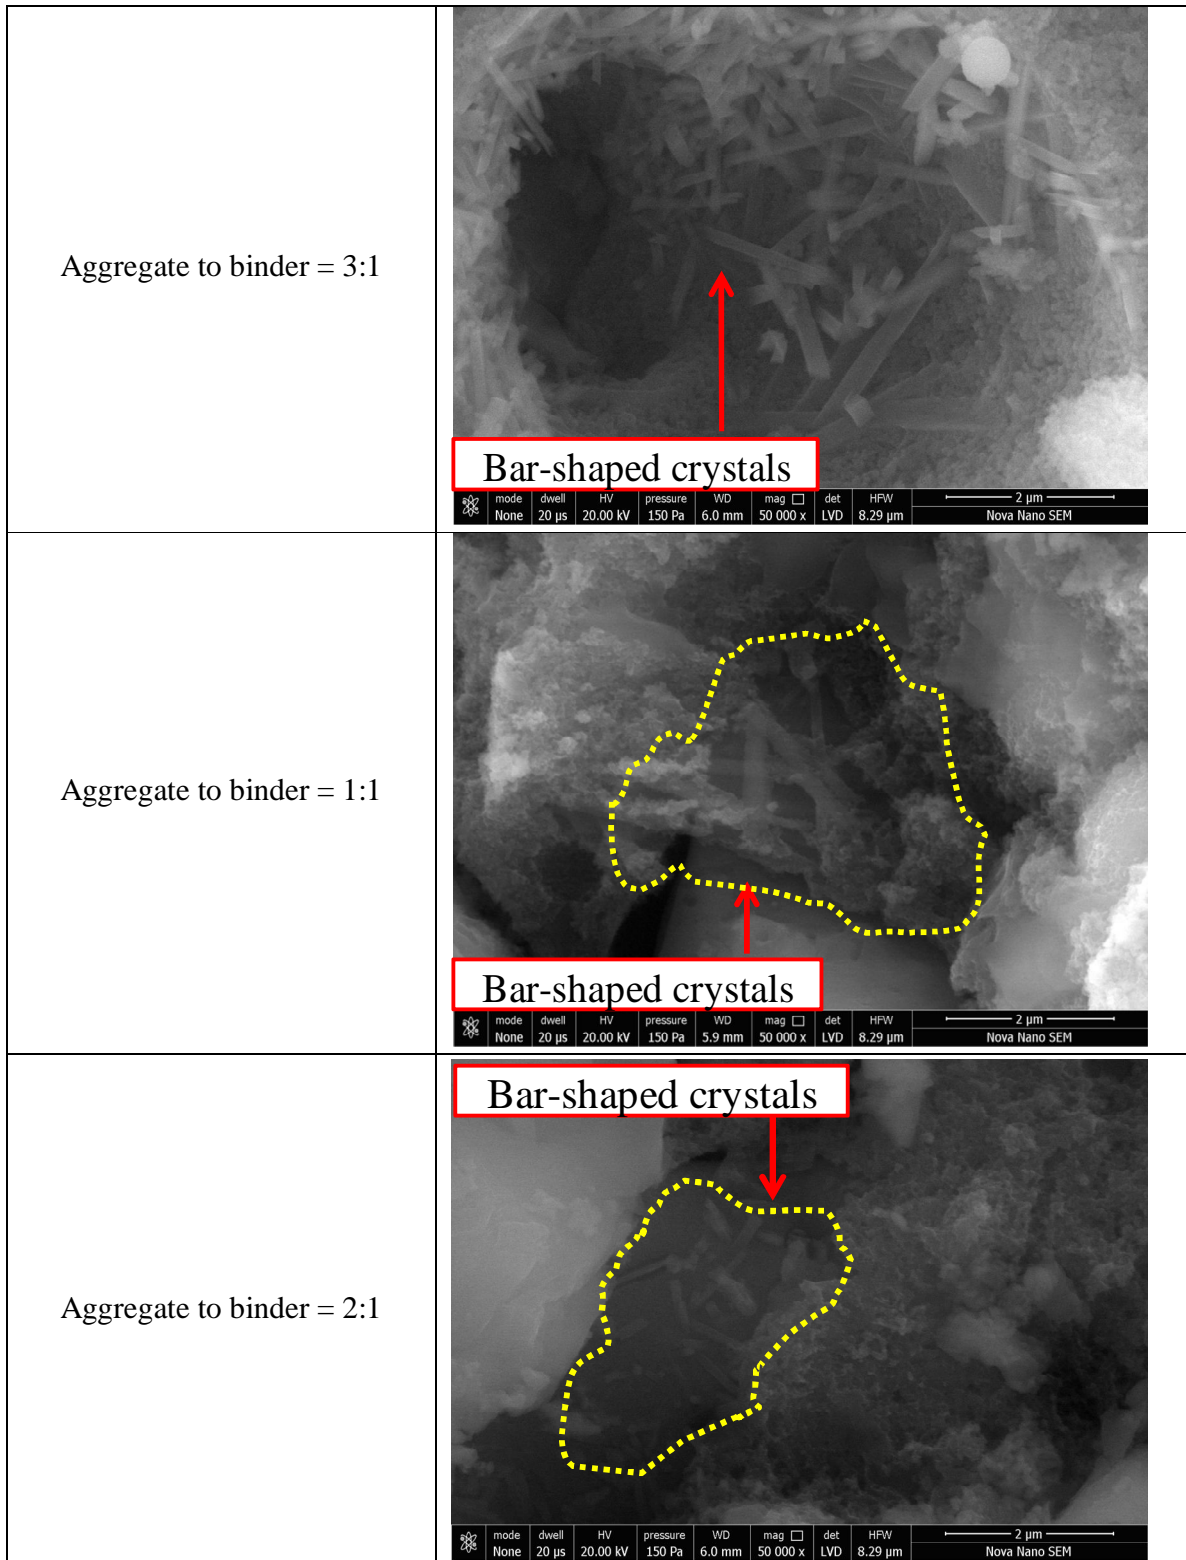 Aggregate to binder = 3:1
Bar-shaped crystals
mode dwell HV pressure WD mag det HFW 2 µm
None 20 µs 20.00 kV 150 Pa 6.0 mm 50 000 x LVD 8.29 µm Nova Nano SEM
Aggregate to binder = 1:1
Bar-shaped crystals
mode dwell HV pressure WD mag det HFW 2 µm
None 20 µs 20.00 kV 150 Pa 5.9 mm 50 000 x LVD 8.29 µm Nova Nano SEM
Aggregate to binder = 2:1
Bar-shaped crystals
mode dwell HV pressure WD mag det HFW 2 µm
None 20 µs 20.00 kV 150 Pa 6.0 mm 50 000 x LVD 8.29 µm Nova Nano SEM